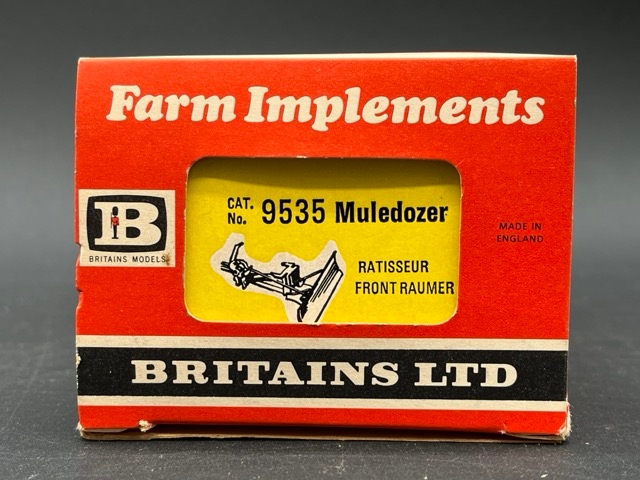 Farm Implements
CAT.
No. 9535 Muledozer
RATISSEUR
FRONT RAUMER
B
BRITAINS MODELS
MADE IN
ENGLAND
BRITAINS LTD